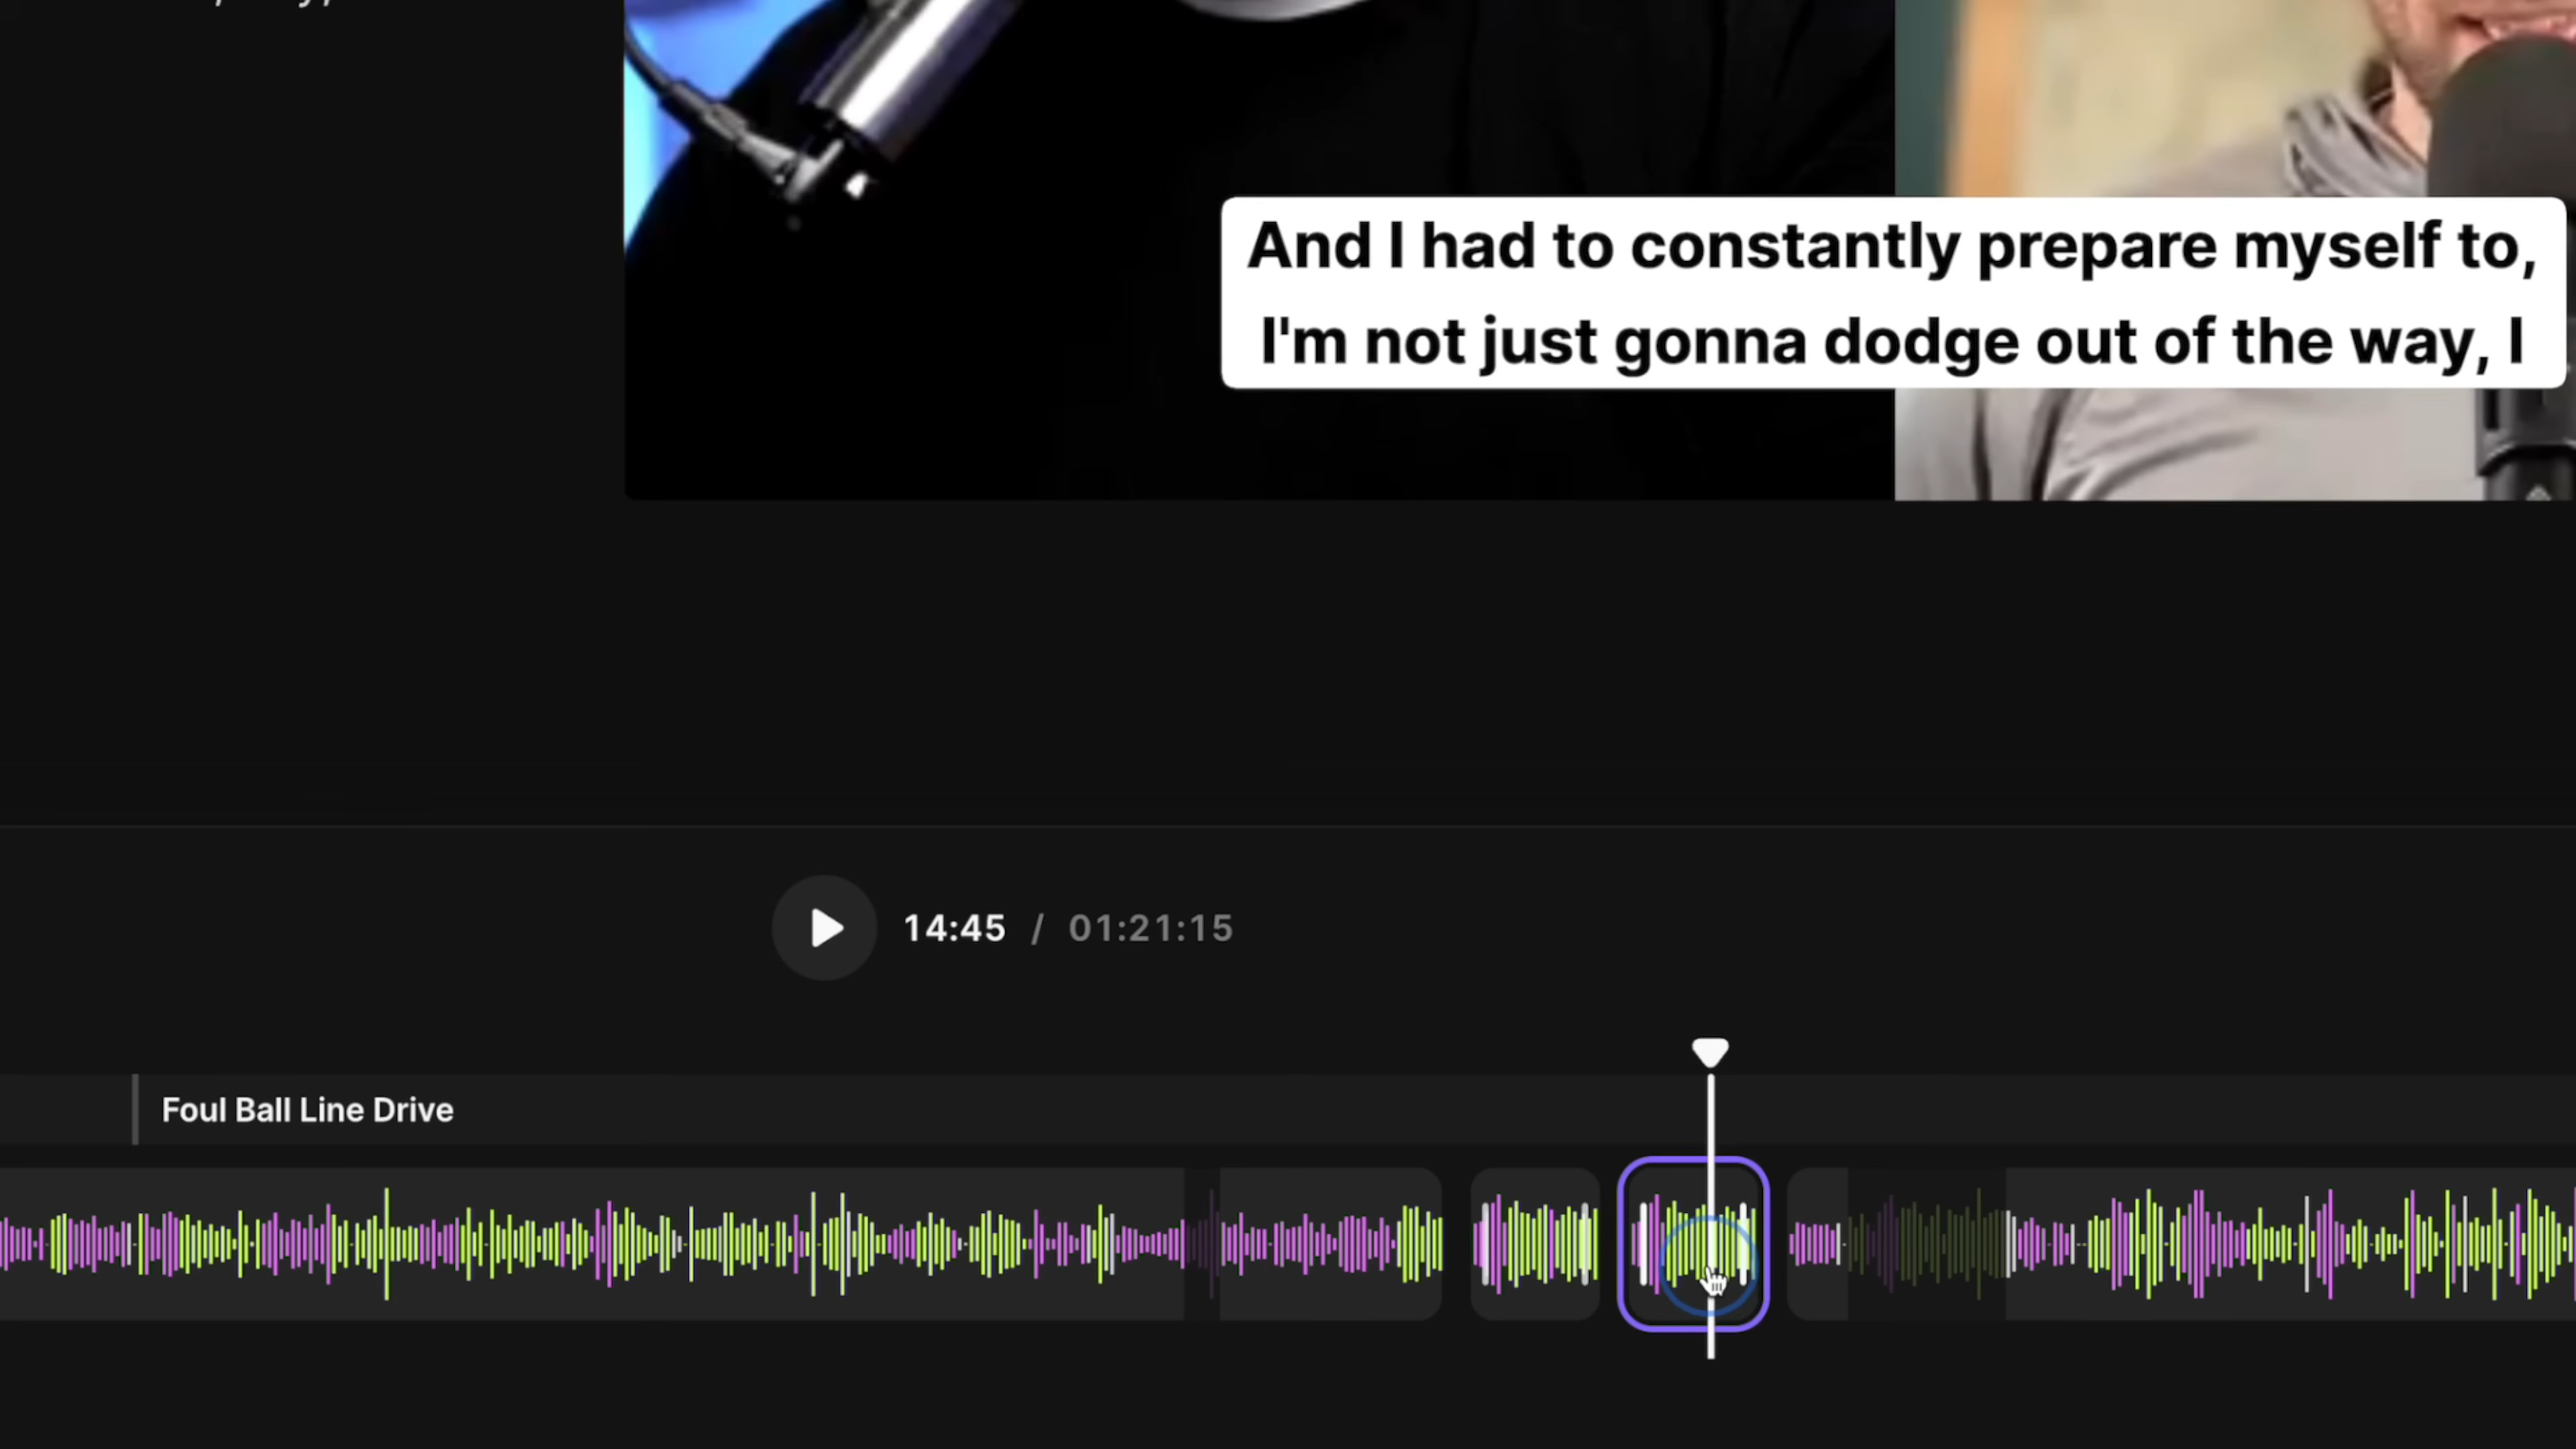 And I had to constantly prepare myself to,
I'm not just gonna dodge out of the way, I
14:45 / 01:21:15
Foul Ball Line Drive